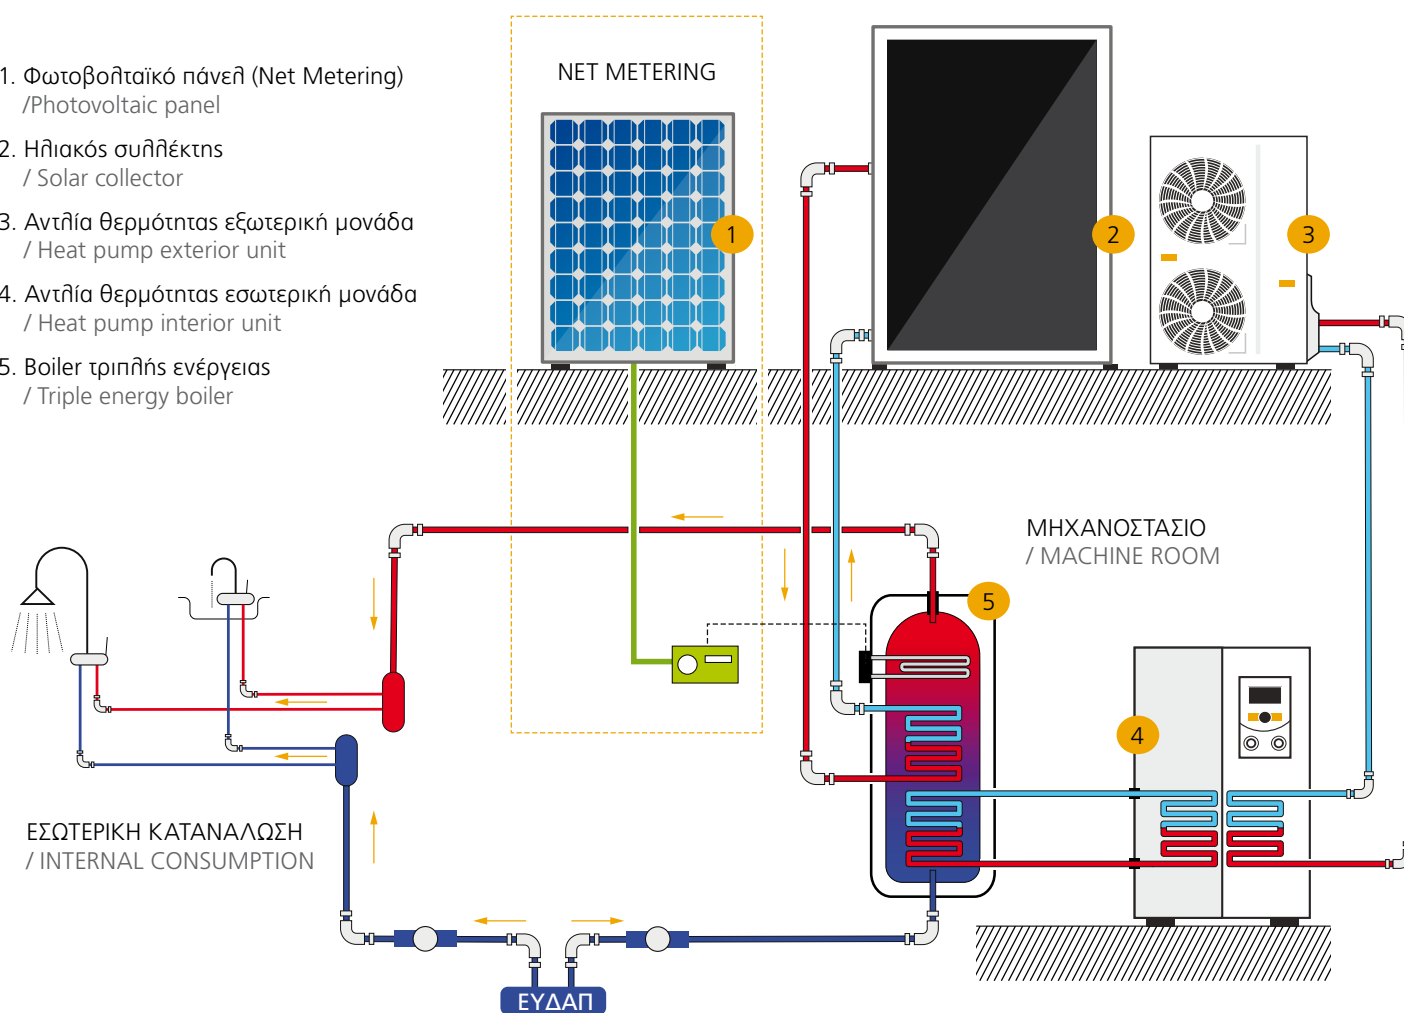 1. Φωτοβολταϊκό πάνελ (Net Metering)
/Photovoltaic panel
2. Ηλιακός συλλέκτης
/ Solar collector
3. Αντλία θερμότητας εξωτερική μονάδα
/ Heat pump exterior unit
4. Αντλία θερμότητας εσωτερική μονάδα
/ Heat pump interior unit
5. Boiler τριπλής ενέργειας
/ Triple energy boiler
NET METERING
1
2
3
ΜΗΧΑΝΟΣΤΑΣΙΟ
/ MACHINE ROOM
5
4
ΕΣΩΤΕΡΙΚΗ ΚΑΤΑΝΑΛΩΣΗ
/ INTERNAL CONSUMPTION
ΕΥΔΑΠ